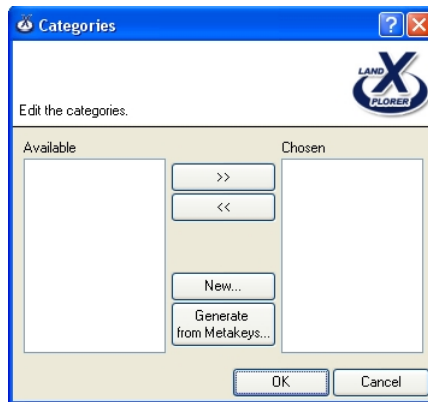 Categories
LAND X PLORER
Edit the categories.
Available
Chosen
>>
<<
New...
Generate
from Metakeys...
OK
Cancel